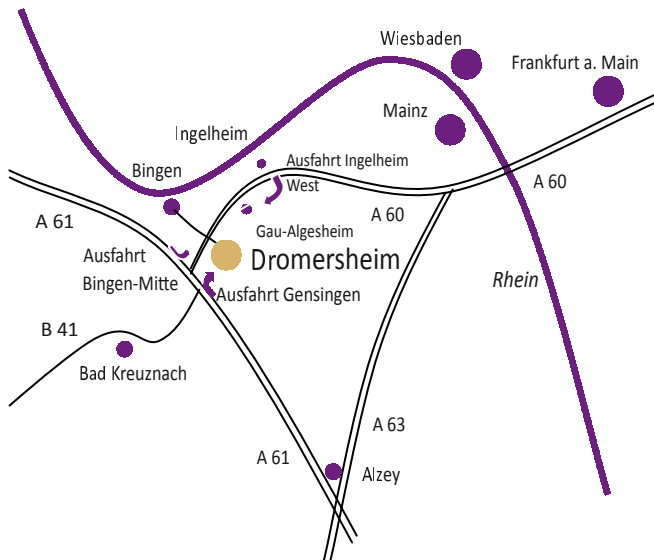 Wiesbaden
Frankfurt a. Main
Mainz
Ingelheim
Bingen
Ausfahrt Ingelheim
West
A 60
A 60
A 61
Gau-Algesheim
Ausfahrt
Bingen-Mitte
Dromersheim
Rhein
Ausfahrt Gensingen
B 41
Bad Kreuznach
A 63
A 61
Alzey